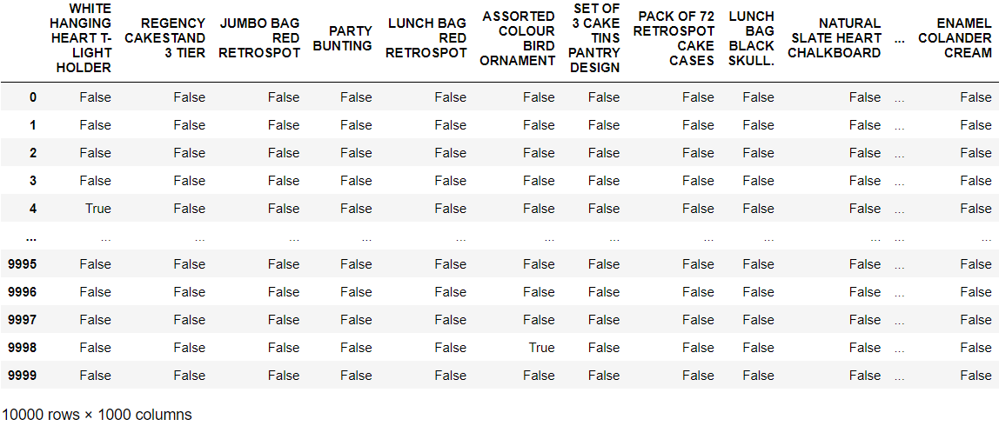 WHITE HANGING HEART T-LIGHT HOLDER REGENCY CAKESTAND 3 TIER JUMBO BAG RED RETROSPOT PARTY BUNTING LUNCH BAG RED RETROSPOT ASSORTED COLOUR BIRD ORNAMENT SET OF 3 CAKE TINS PANTRY DESIGN PACK OF 72 RETROSPOT CAKE CASES LUNCH BAG BLACK SKULL. NATURAL SLATE HEART CHALKBOARD ... ENAMEL COLANDER CREAM
0 False False False False False False False False False False ... False
1 False False False False False False False False False False ... False
2 False False False False False False False False False False ... False
3 False False False False False False False False False False ... False
4 True False False False False False False False False False ... False
... ... ... ... ... ... ... ... ... ... ... ... ...
9995 False False False False False False False False False False ... False
9996 False False False False False False False False False False ... False
9997 False False False False False False False False False False ... False
9998 False False False False False True False False False False ... False
9999 False False False False False False False False False False ... False
10000 rows × 1000 columns